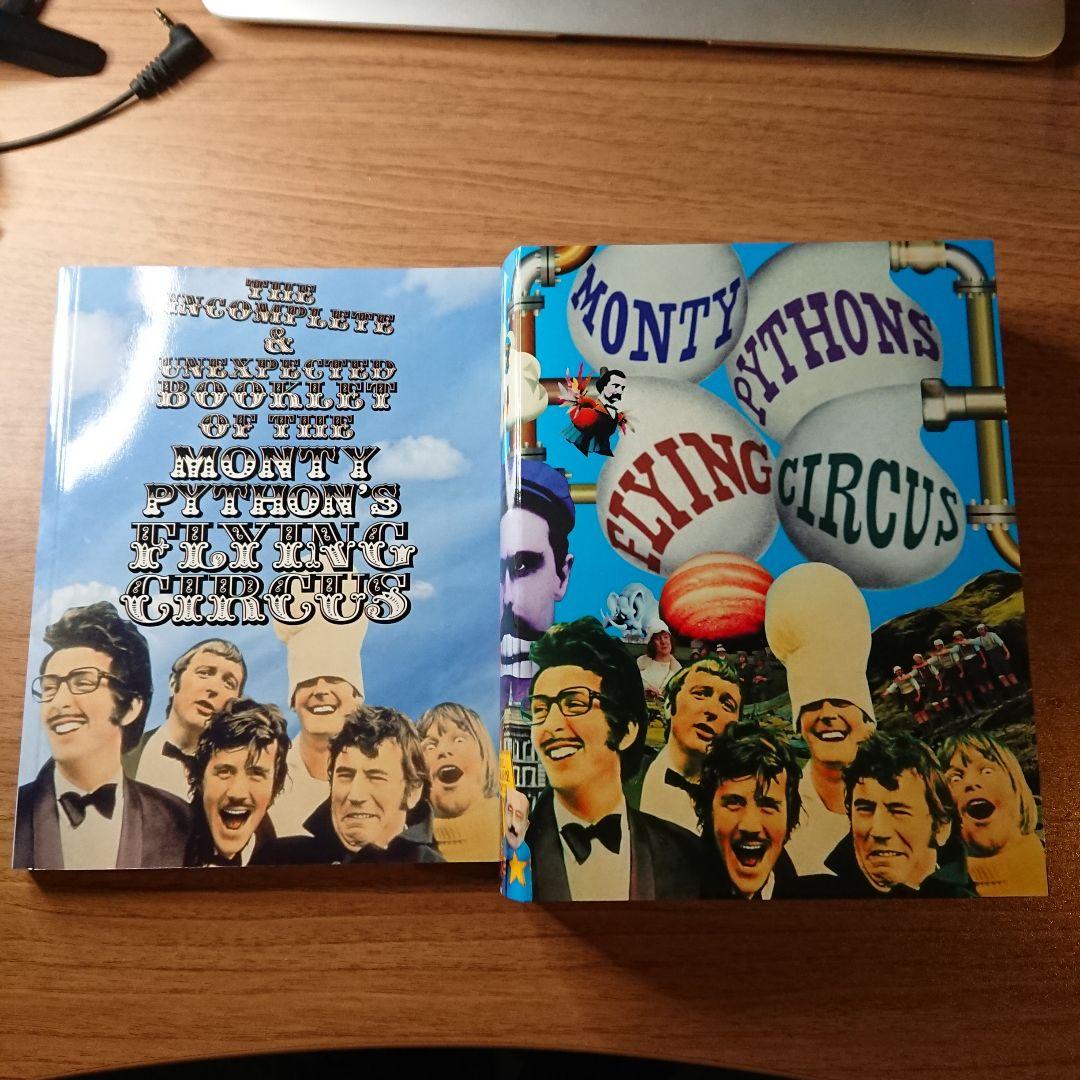 THE
INCOMPLETE
&
UNEXPECTED
BOOKLET
OF THE
MONTY
PYTHON'S
FLYING
CIRCUS
MONTY
PYTHONS
FLYING
CIRCUS